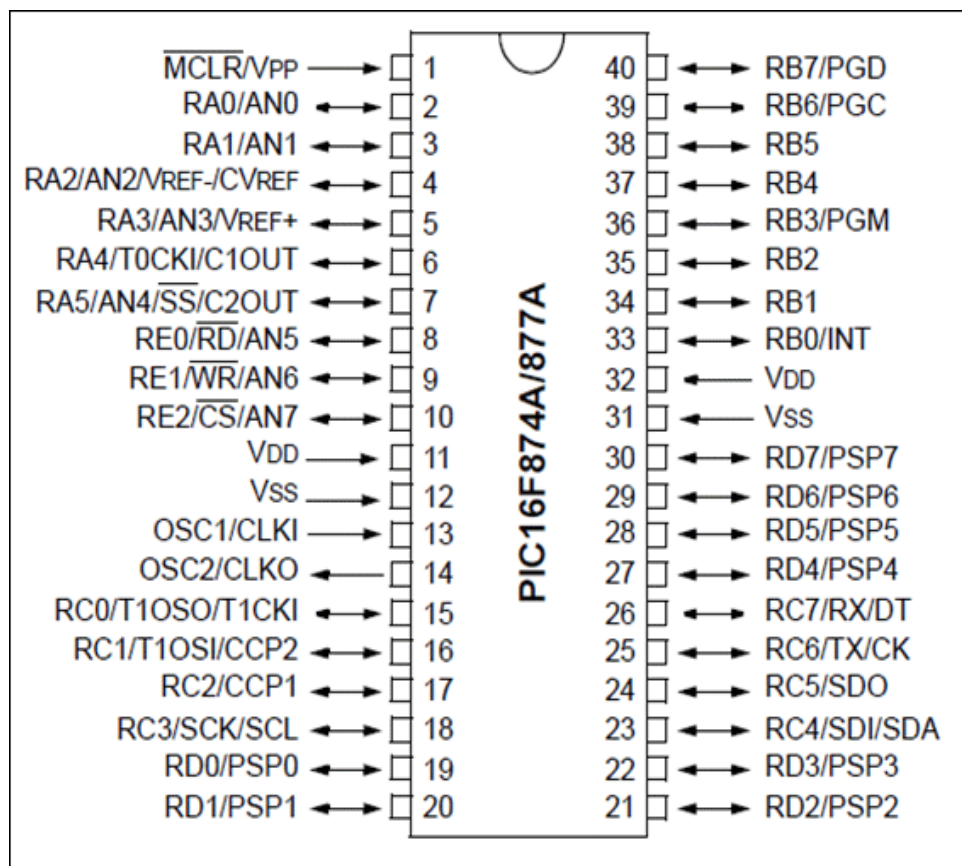 MCLR/VPP 1 40 RB7/PGD
RA0/AN0 2 39 RB6/PGC
RA1/AN1 3 38 RB5
RA2/AN2/VREF-/CVREF 4 37 RB4
RA3/AN3/VREF+ 5 36 RB3/PGM
RA4/T0CKI/C1OUT 6 35 RB2
RA5/AN4/SS/C2OUT 7 34 RB1
RE0/RD/AN5 8 33 RB0/INT
RE1/WR/AN6 9 32 VDD
RE2/CS/AN7 10 31 VSS
VDD 11 30 RD7/PSP7
VSS 12 29 RD6/PSP6
OSC1/CLKI 13 28 RD5/PSP5
OSC2/CLKO 14 27 RD4/PSP4
RC0/T1OSO/T1CKI 15 26 RC7/RX/DT
RC1/T1OSI/CCP2 16 25 RC6/TX/CK
RC2/CCP1 17 24 RC5/SDO
RC3/SCK/SCL 18 23 RC4/SDI/SDA
RD0/PSP0 19 22 RD3/PSP3
RD1/PSP1 20 21 RD2/PSP2
PIC16F874A/877A